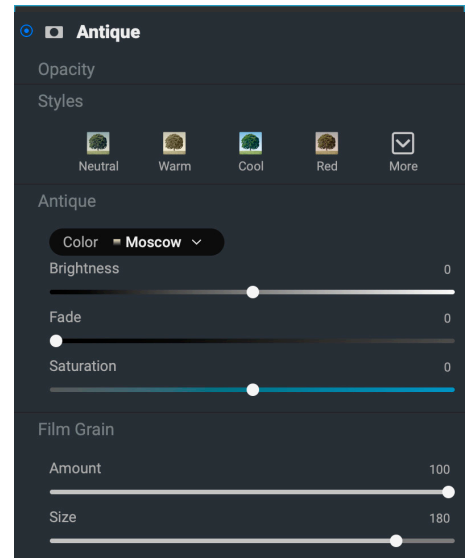 Antique
Opacity
Styles
Neutral Warm Cool Red More
Antique
Color Moscow
Brightness 0
Fade 0
Saturation 0
Film Grain
Amount 100
Size 180